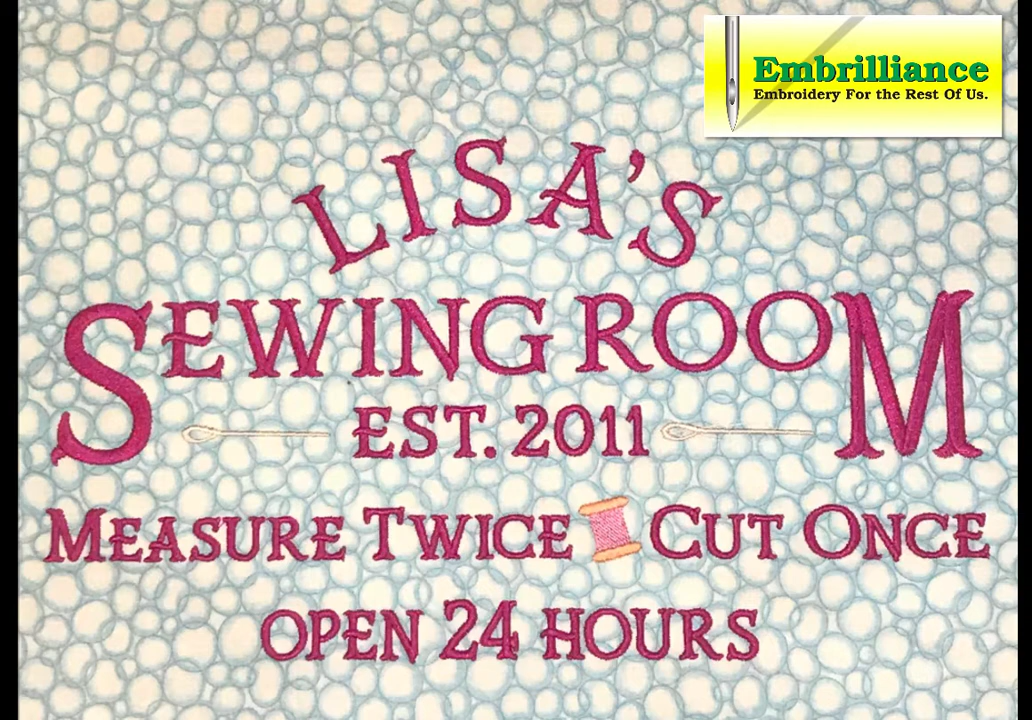 Embrilliance
Embroidery For the Rest Of Us.
LISA'S
SEWING ROOM
EST. 2011
MEASURE TWICE CUT ONCE
OPEN 24 HOURS